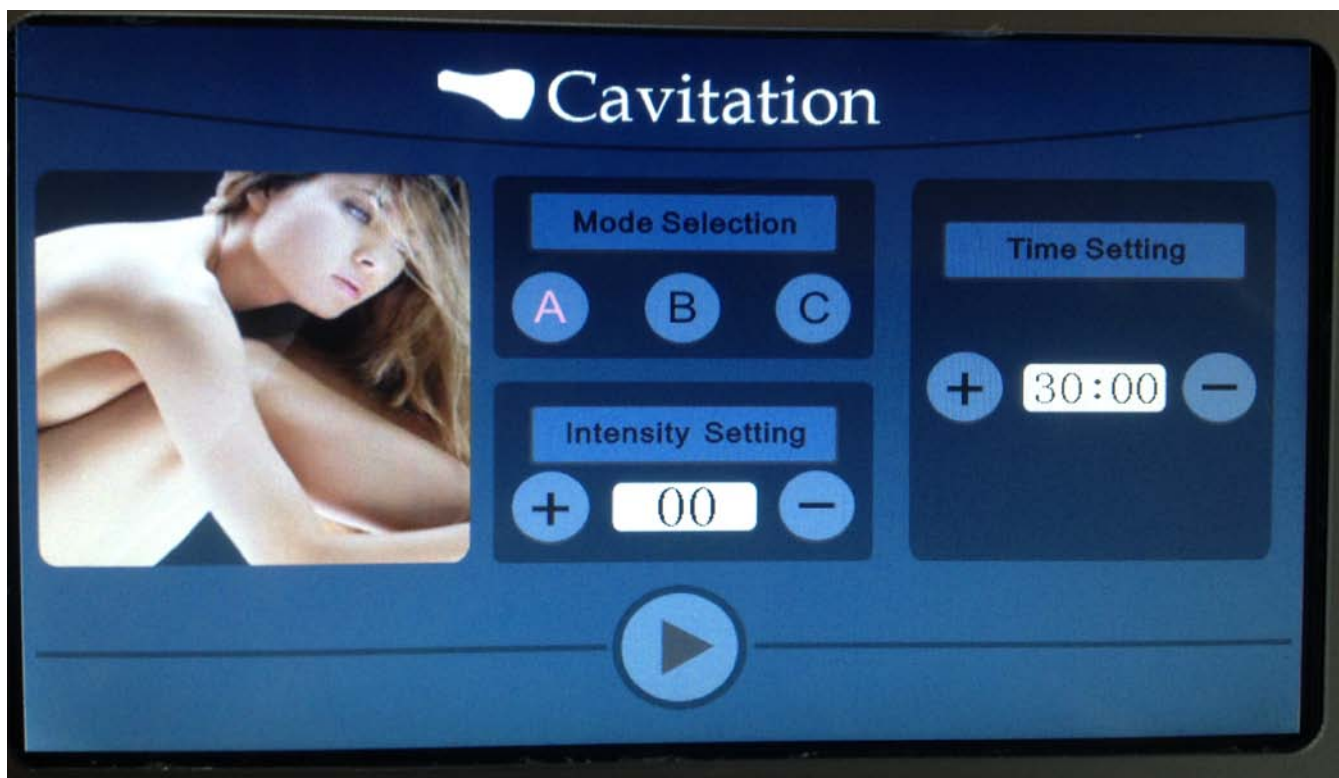 Cavitation
Mode Selection
A B C
Intensity Setting
+ 00 −
Time Setting
+ 30:00 −